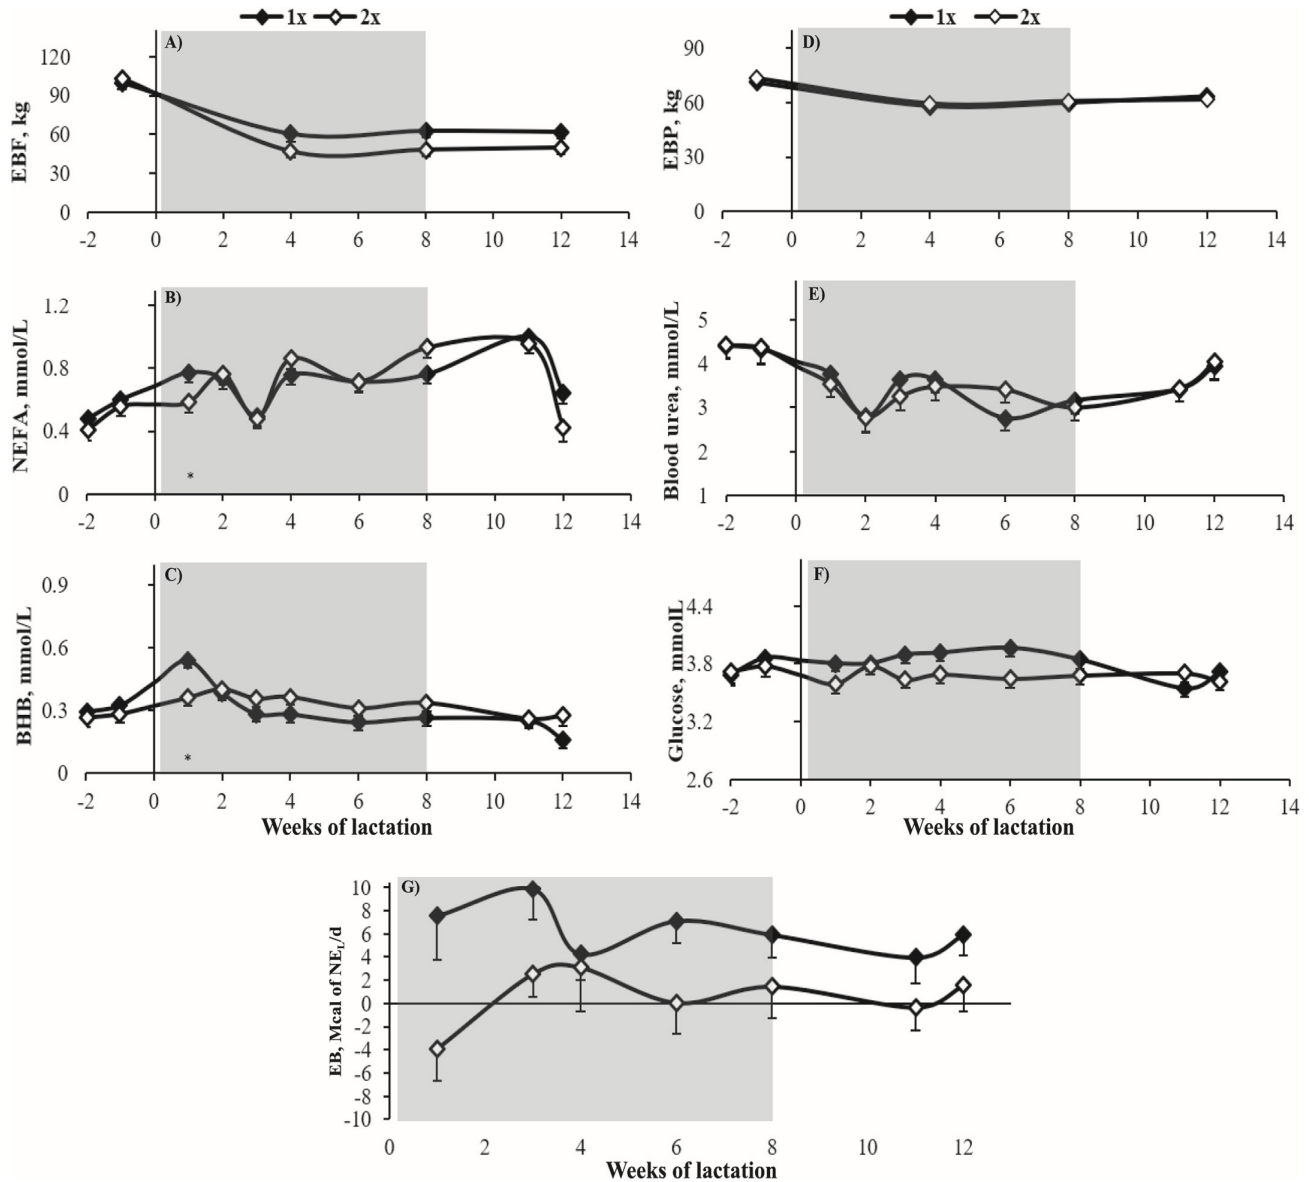 1x 2x
A)
EBF, kg
120
90
60
30
0
-2 0 2 4 6 8 10 12 14
B)
NEFA, mmol/L
1.2
0.8
0.4
0
*
-2 0 2 4 6 8 10 12 14
C)
BHB, mmol/L
0.9
0.6
0.3
0
*
-2 0 2 4 6 8 10 12 14
Weeks of lactation
1x 2x
D)
EBP, kg
90
60
30
0
-2 0 2 4 6 8 10 12 14
E)
Blood urea, mmol/L
5
4
3
2
1
-2 0 2 4 6 8 10 12 14
F)
Glucose, mmolL
4.4
3.8
3.2
2.6
-2 0 2 4 6 8 10 12 14
Weeks of lactation
G)
EB, Mcal of NEL/d
10
8
6
4
2
0
-2
-4
-6
-8
-10
0 2 4 6 8 10 12
Weeks of lactation